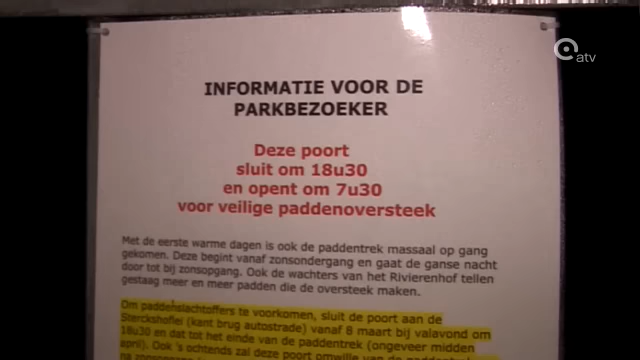 atv
INFORMATIE VOOR DE
PARKBEZOEKER
Deze poort
sluit om 18u30
en opent om 7u30
voor veilige paddenoversteek
Met de eerste warme dagen is ook de paddentrek massaal op gang
gekomen. Deze begint vanaf zonsondergang en gaat de ganse nacht
door tot bij zonsopgang. Ook de wachters van het Rivierenhof tellen
gestaag meer en meer padden die de oversteek maken.
Om paddenslachtoffers te voorkomen, sluit de poort aan de
Sterckshoflei (kant brug autostrade) vanaf 8 maart bij valavond om
18u30 en dat tot het einde van de paddentrek (ongeveer midden
april). Ook 's ochtends zal deze poort omwille van de